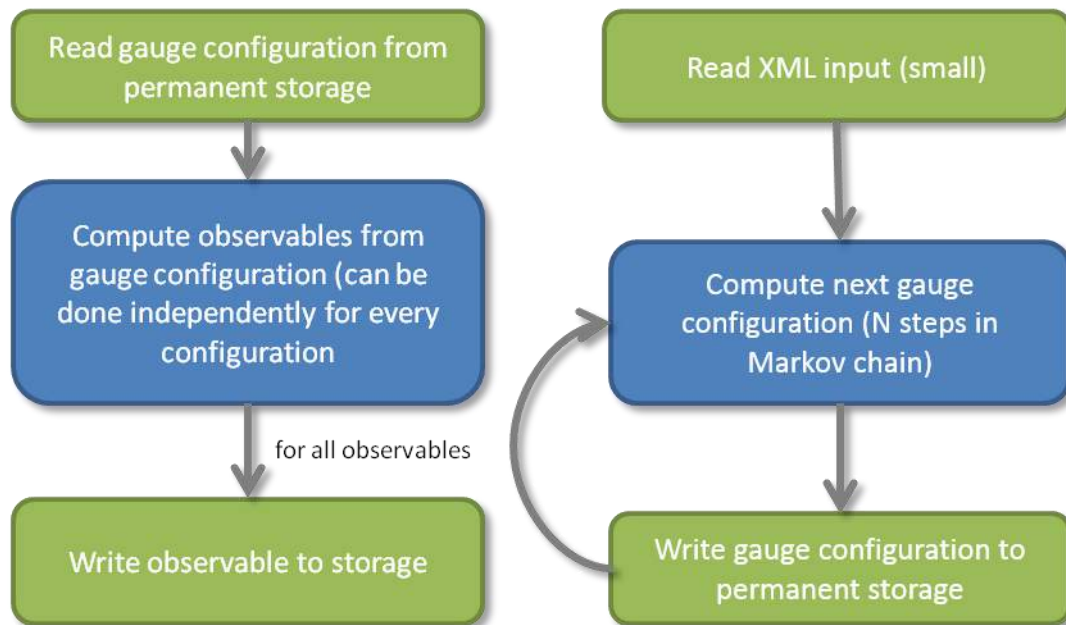 Read gauge configuration from
permanent storage
Compute observables from
gauge configuration (can be
done independently for every
configuration
for all observables
Write observable to storage
Read XML input (small)
Compute next gauge
configuration (N steps in
Markov chain)
Write gauge configuration to
permanent storage